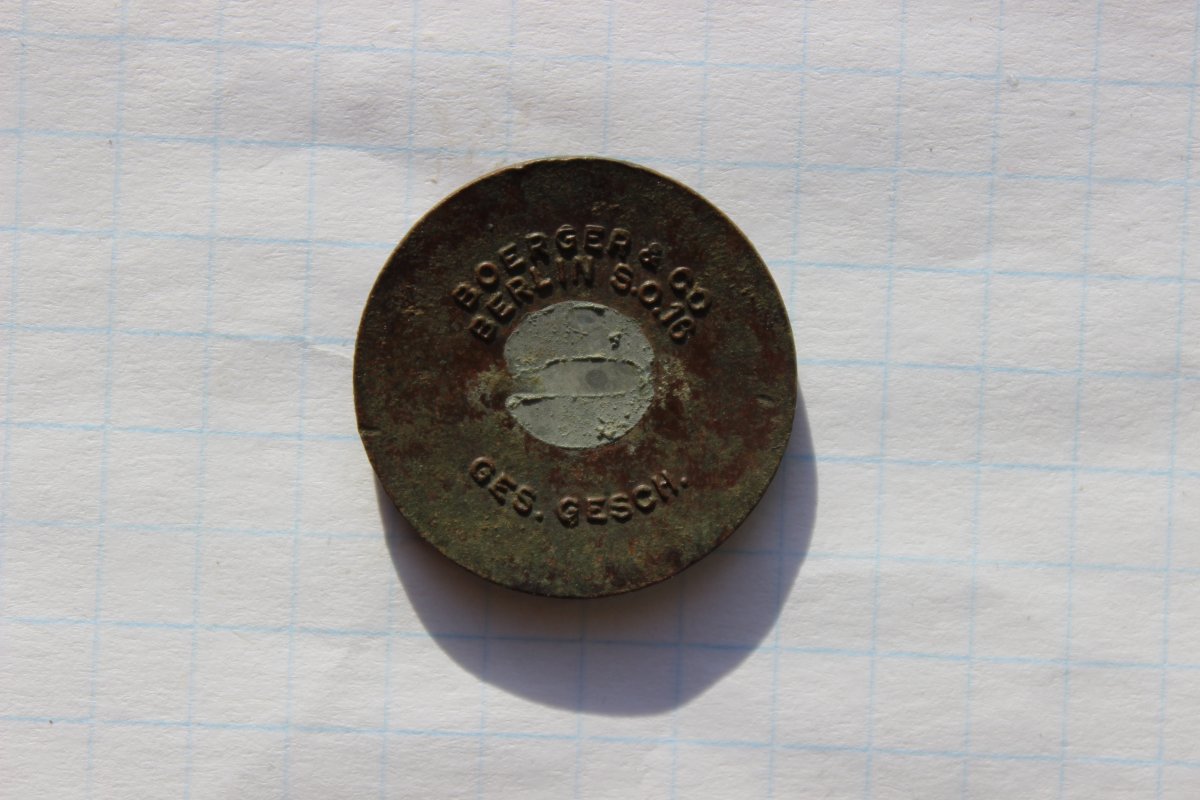 BOERGER & CO
BERLIN S.O.16
GES. GESCH.